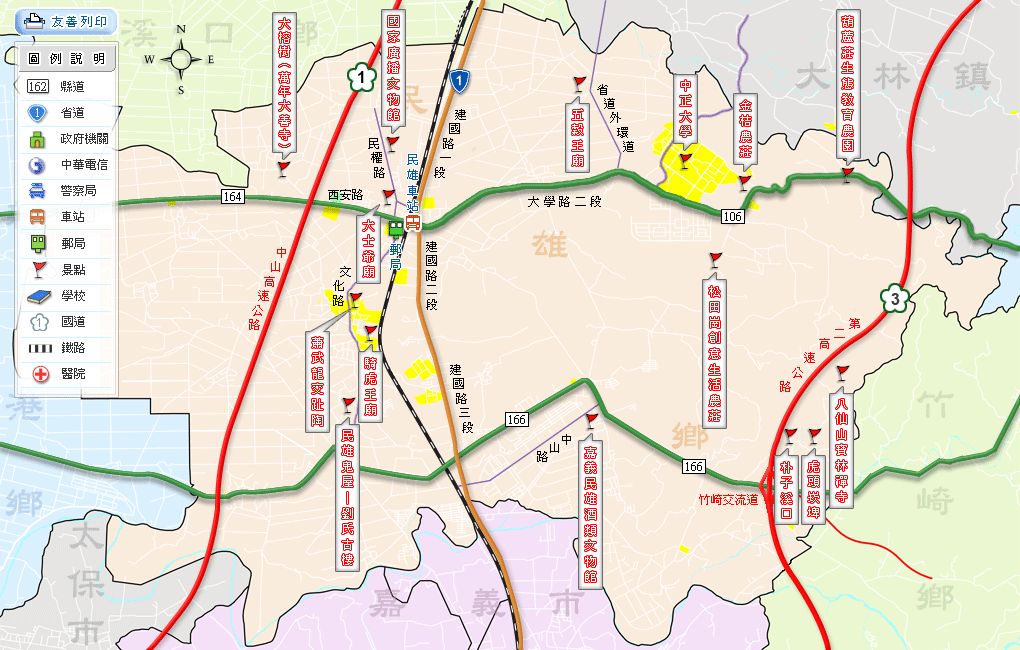 友善列印
圖例說明
162 縣道
1 省道
政府機關
中華電信
警察局
車站
郵局
景點
學校
1 國道
鐵路
醫院
N
W
E
S
溪口鄉
大林鎮
民
雄
鄉
竹
崎
鄉
港
鄉
太
保
市
嘉義市
大榕樹(萬年大善寺)
國家廣播文物館
五穀王廟
中正大學
金桔農莊
葫蘆莊生態教育農園
大士爺廟
蕭武龍交趾陶
騎虎王廟
民雄鬼屋-劉氏古樓
松田崗創意生活農莊
嘉義民雄酒類文物館
八仙山寶林禪寺
朴子溪口
虎頭崁埤
民雄車站
郵局
建國路一段
建國路二段
建國路三段
民權路
西安路
文化路
省道外環道
大學路二段
中山路
中山高速公路
第二高速公路
竹崎交流道
1
1
3
164
106
166
166